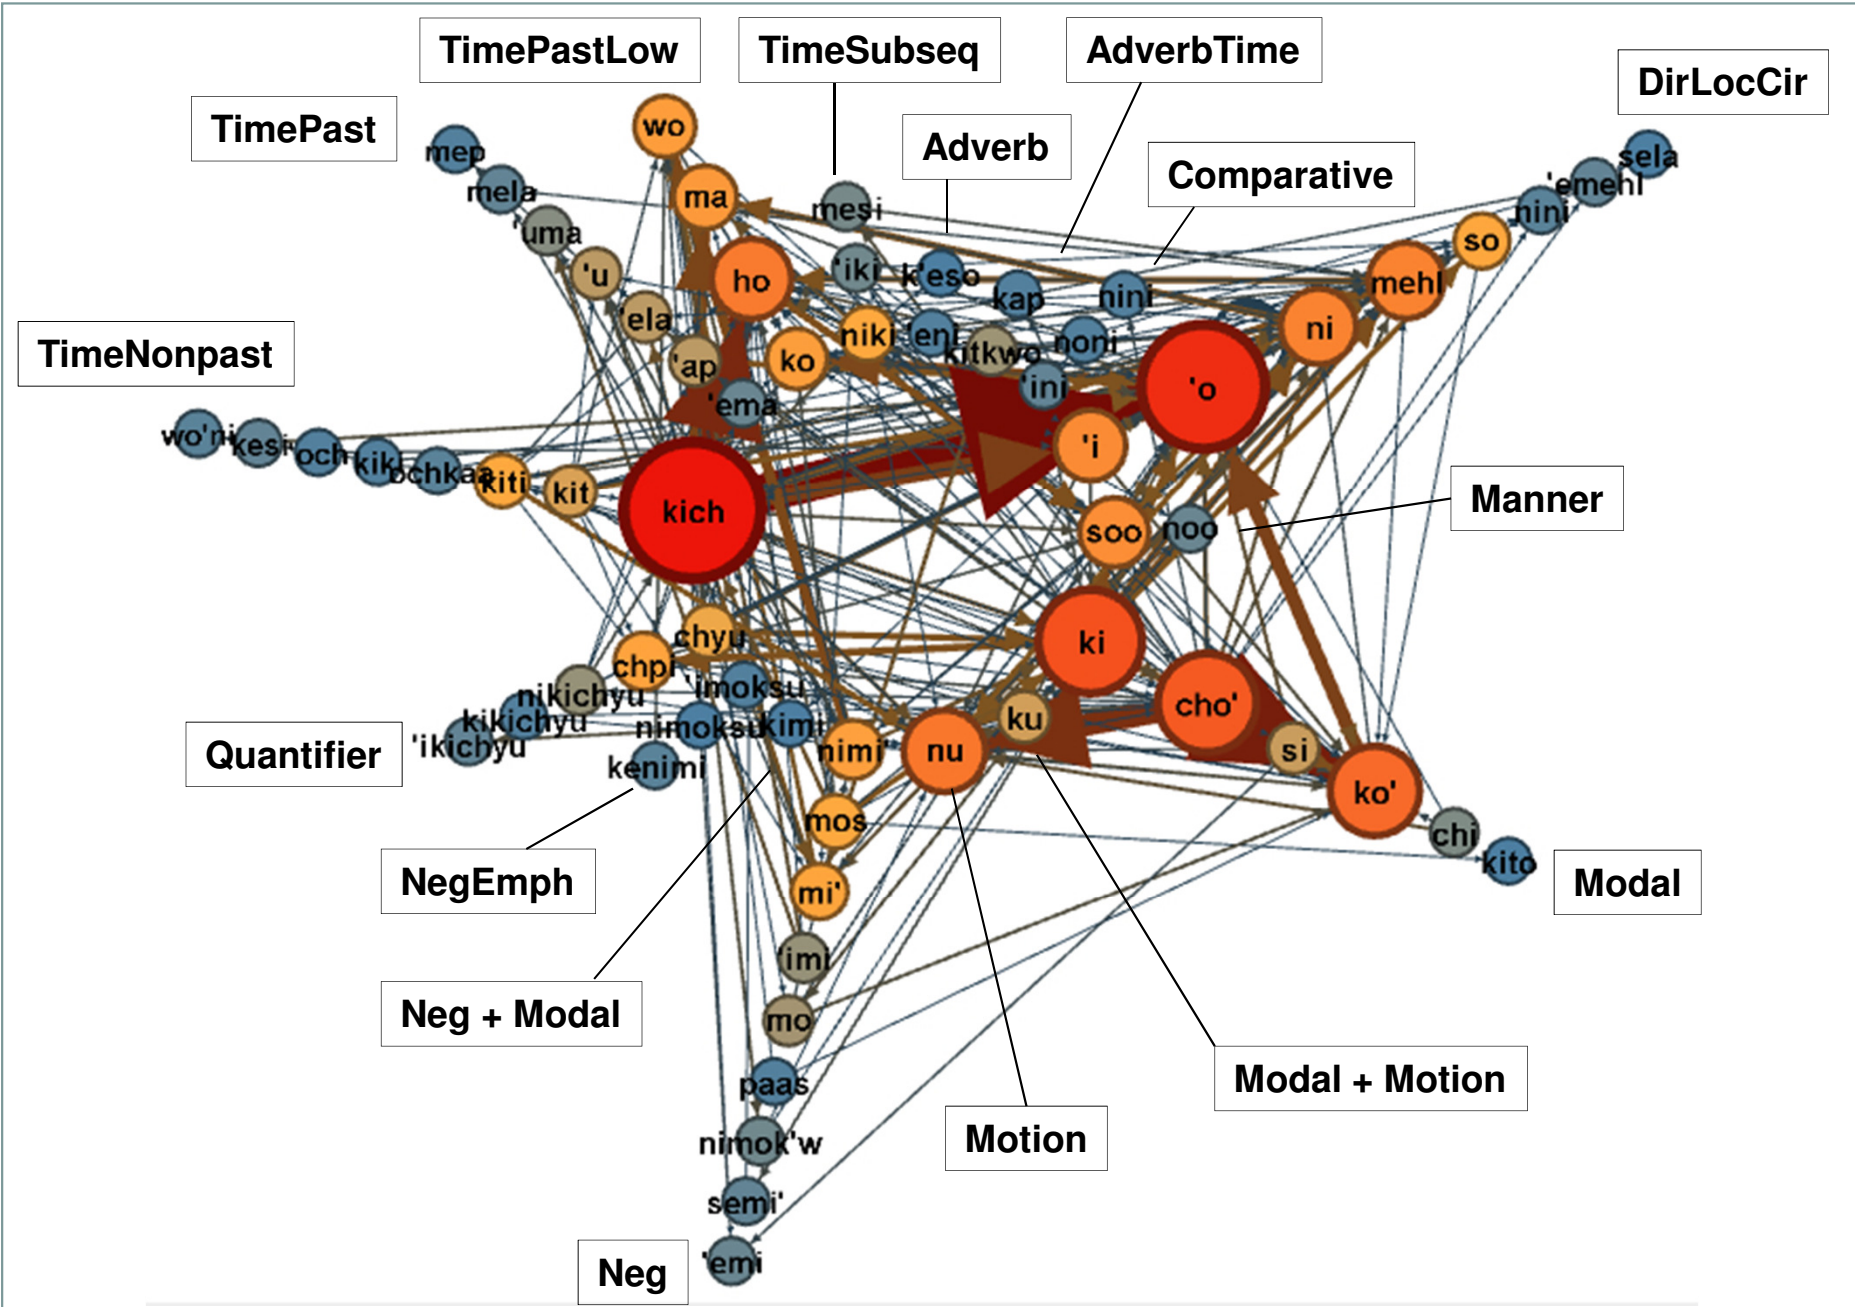 TimePastLow
TimeSubseq
AdverbTime
DirLocCir
TimePast
Adverb
Comparative
wo
mep
mela
ma
'uma
mesi
sela
'emehl
nini
so
'u
ho
'iki
k'eso
kap
nini
mehl
'ela
niki
'eni
noni
ni
TimeNonpast
'ap
ko
kitkwo
'ini
'o
'ema
wo'ni
kesi
'och
kik
ochkaa
kiti
kit
kich
'i
soo
noo
Manner
chyu
chpi
ki
nikichyu
'imoksu
kikichyu
nimoksu
kimi
'ikichyu
kenimi
nimi'
nu
ku
cho'
si
ko'
Quantifier
mos
chi
kito
NegEmph
mi'
Modal
'imi
Neg + Modal
mo
paas
Modal + Motion
nimok'w
Motion
semi'
'emi
Neg